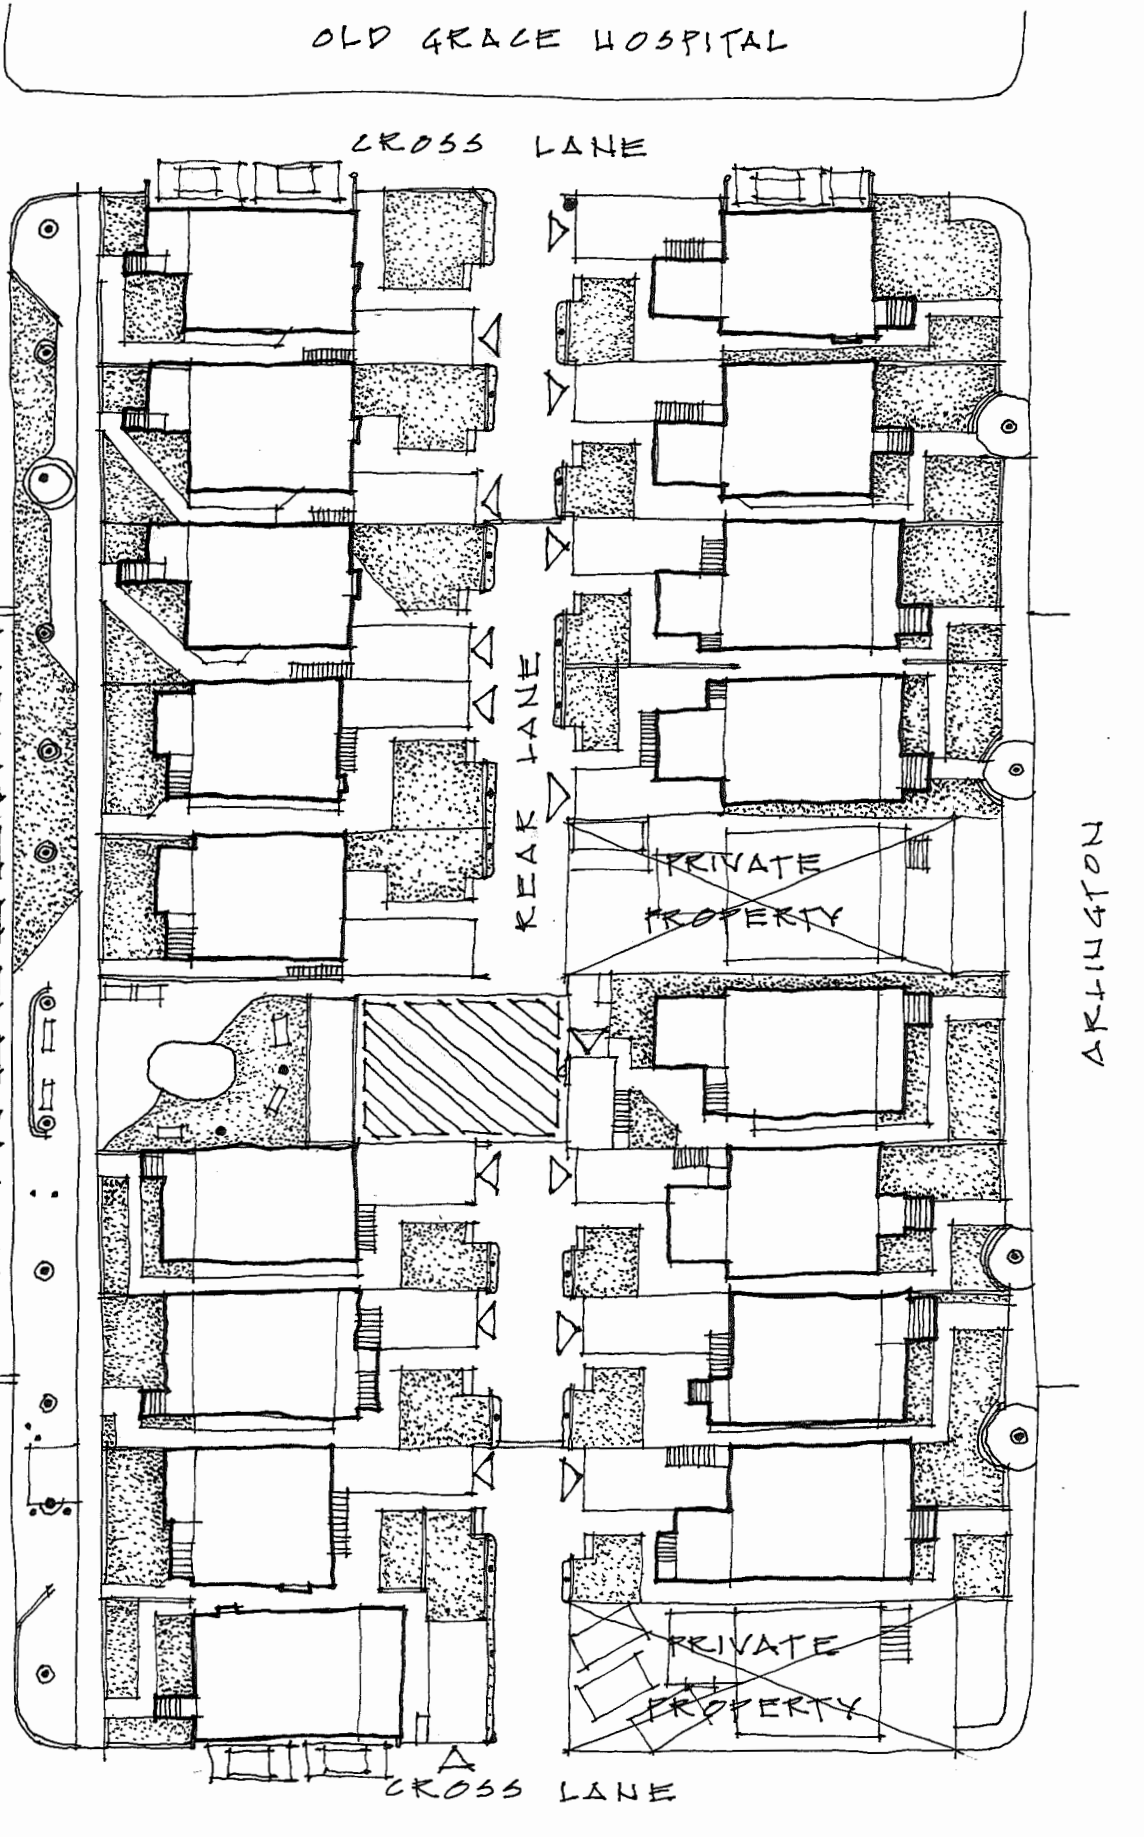 OLD GRACE HOSPITAL
CROSS LANE
REAR LANE
PRIVATE
PROPERTY
ARLINGTON
PRIVATE
PROPERTY
CROSS LANE